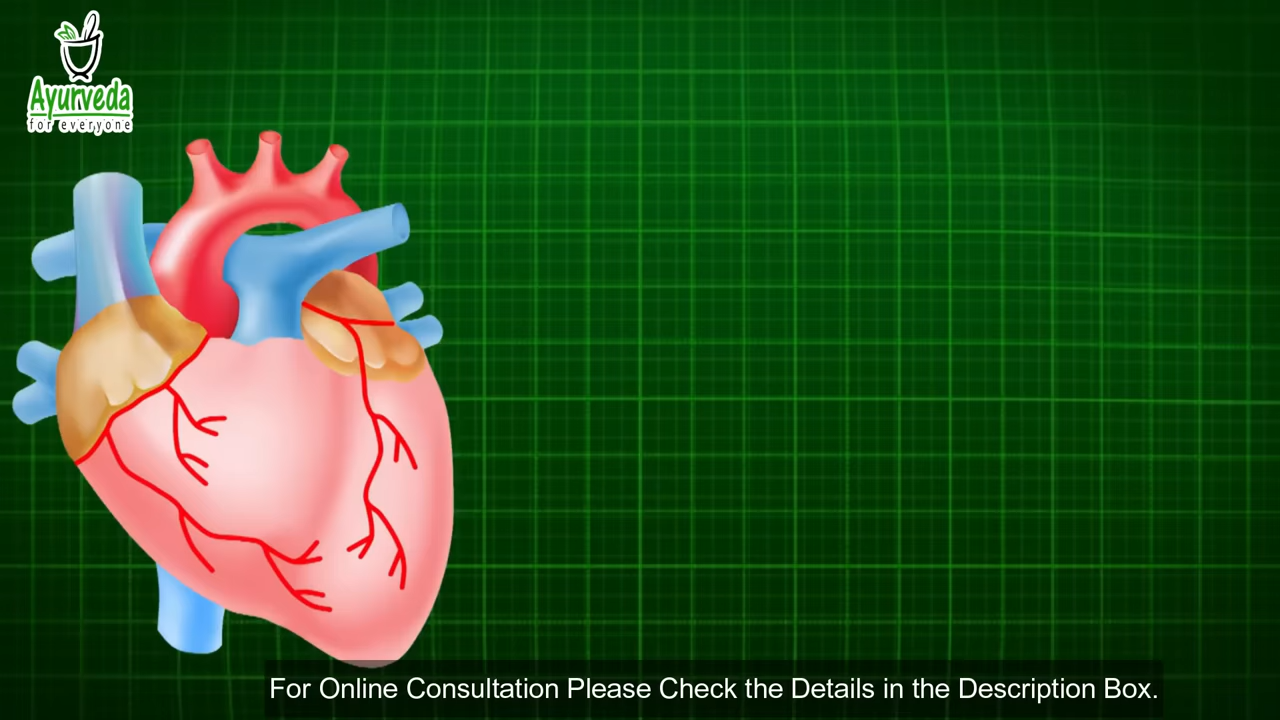 Ayurveda
for everyone
For Online Consultation Please Check the Details in the Description Box.